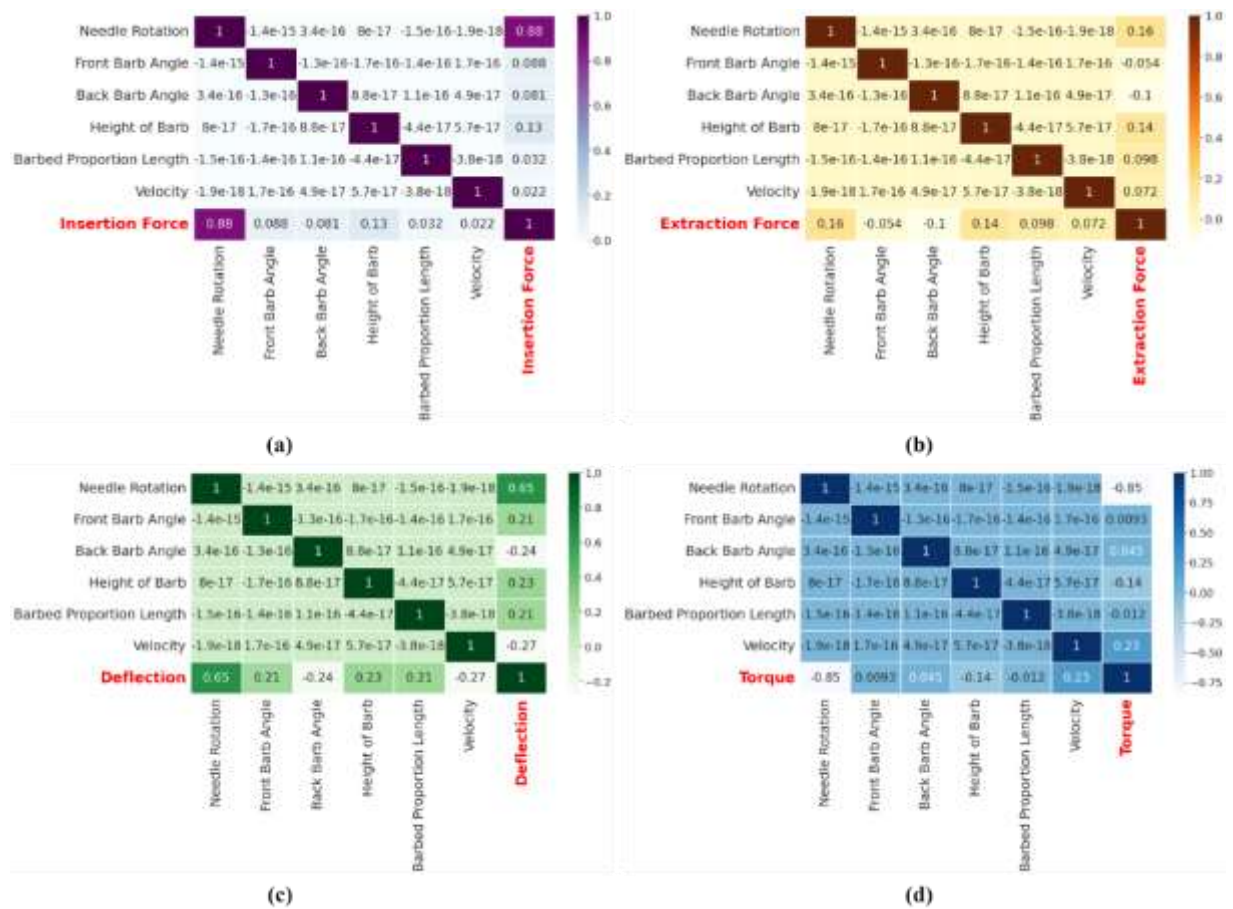 Needle Rotation 1 -1.4e-15 3.4e-16 8e-17 -1.5e-16 -1.9e-18 0.88
Front Barb Angle -1.4e-15 1 -1.3e-16 -1.7e-16 -1.4e-16 1.7e-16 0.088
Back Barb Angle 3.4e-16 -1.3e-16 1 8.8e-17 1.1e-16 4.9e-17 0.081
Height of Barb 8e-17 -1.7e-16 8.8e-17 1 -4.4e-17 5.7e-17 0.13
Barbed Proportion Length -1.5e-16 -1.4e-16 1.1e-16 -4.4e-17 1 -3.8e-18 0.032
Velocity -1.9e-18 1.7e-16 4.9e-17 5.7e-17 -3.8e-18 1 0.022
Insertion Force 0.88 0.088 -0.081 0.13 0.032 0.022 1
Needle Rotation
Front Barb Angle
Back Barb Angle
Height of Barb
Barbed Proportion Length
Velocity
Insertion Force
1.0
0.8
0.6
0.4
0.2
0.0
(a)
Needle Rotation 1 -1.4e-15 3.4e-16 8e-17 -1.5e-16 -1.9e-18 0.16
Front Barb Angle -1.4e-15 1 -1.3e-16 -1.7e-16 -1.4e-16 1.7e-16 -0.054
Back Barb Angle 3.4e-16 -1.3e-16 1 8.8e-17 1.1e-16 4.9e-17 -0.1
Height of Barb 8e-17 -1.7e-16 8.8e-17 1 -4.4e-17 5.7e-17 0.14
Barbed Proportion Length -1.5e-16 -1.4e-16 1.1e-16 -4.4e-17 1 -3.8e-18 0.098
Velocity -1.9e-18 1.7e-16 4.9e-17 5.7e-17 -3.8e-18 1 0.072
Extraction Force 0.16 -0.054 -0.1 0.14 0.098 0.072 1
Needle Rotation
Front Barb Angle
Back Barb Angle
Height of Barb
Barbed Proportion Length
Velocity
Extraction Force
1.0
0.8
0.6
0.4
0.2
0.0
(b)
Needle Rotation 1 -1.4e-15 3.4e-16 8e-17 -1.5e-16 -1.9e-18 0.65
Front Barb Angle -1.4e-15 1 -1.3e-16 -1.7e-16 -1.4e-16 1.7e-16 0.21
Back Barb Angle 3.4e-16 -1.3e-16 1 8.8e-17 1.1e-16 4.9e-17 -0.24
Height of Barb 8e-17 -1.7e-16 8.8e-17 1 -4.4e-17 5.7e-17 0.23
Barbed Proportion Length -1.5e-16 -1.4e-16 1.1e-16 -4.4e-17 1 -3.8e-18 0.21
Velocity -1.9e-18 1.7e-16 4.9e-17 5.7e-17 -3.8e-18 1 -0.27
Deflection 0.65 0.21 -0.24 0.23 0.21 -0.27 1
Needle Rotation
Front Barb Angle
Back Barb Angle
Height of Barb
Barbed Proportion Length
Velocity
Deflection
1.0
0.8
0.6
0.4
0.2
0.0
-0.2
(c)
Needle Rotation 1 -1.4e-15 3.4e-16 8e-17 -1.5e-16 -1.9e-18 -0.85
Front Barb Angle -1.4e-15 1 -1.3e-16 -1.7e-16 -1.4e-16 1.7e-16 0.0093
Back Barb Angle 3.4e-16 -1.3e-16 1 8.8e-17 1.1e-16 4.9e-17 0.045
Height of Barb 8e-17 -1.7e-16 8.8e-17 1 -4.4e-17 5.7e-17 -0.14
Barbed Proportion Length -1.5e-16 -1.4e-16 1.1e-16 -4.4e-17 1 -3.8e-18 -0.012
Velocity -1.9e-18 1.7e-16 4.9e-17 5.7e-17 -3.8e-18 1 0.23
Torque -0.85 0.0093 0.045 -0.14 -0.012 0.23 1
Needle Rotation
Front Barb Angle
Back Barb Angle
Height of Barb
Barbed Proportion Length
Velocity
Torque
1.00
0.75
0.50
0.25
0.00
-0.25
-0.50
-0.75
(d)